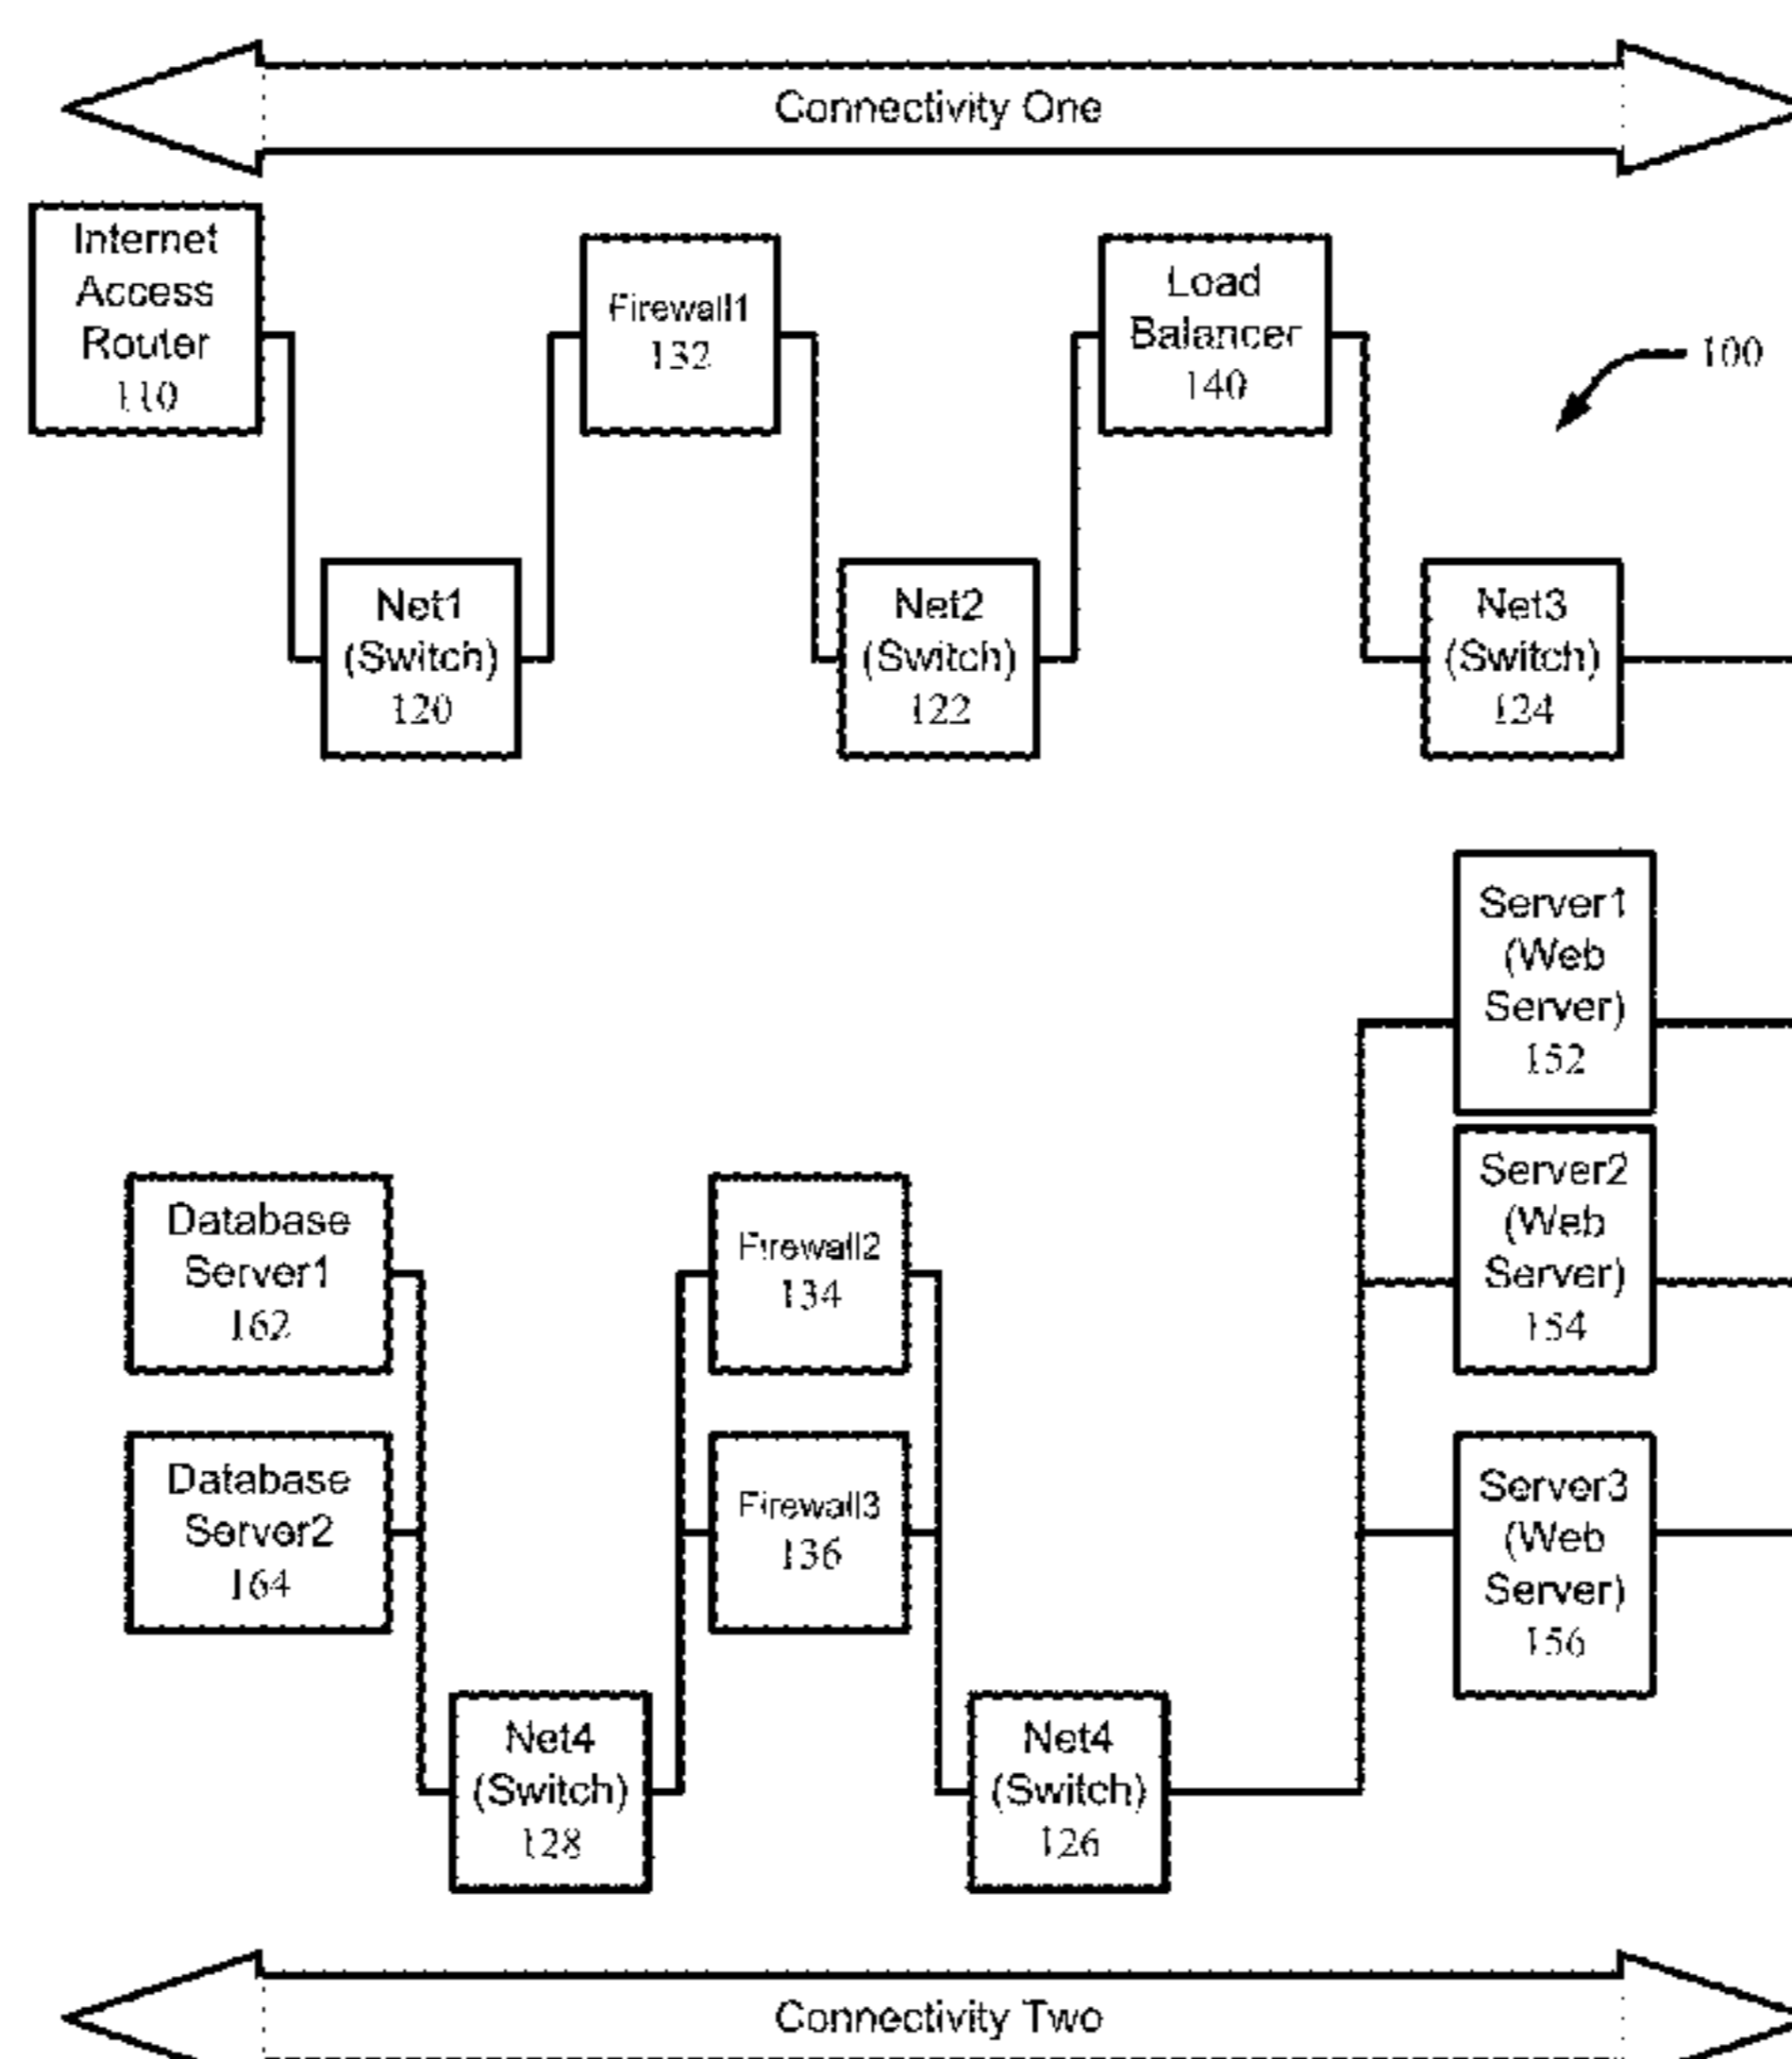 Connectivity One
Internet
Access
Router
110
Firewall1
132
Load
Balancer
140
100
Net1
(Switch)
120
Net2
(Switch)
122
Net3
(Switch)
124
Server1
(Web
Server)
152
Database
Server1
162
Firewall2
134
Server2
(Web
Server)
154
Database
Server2
164
Firewall3
136
Server3
(Web
Server)
156
Net4
(Switch)
128
Net4
(Switch)
126
Connectivity Two